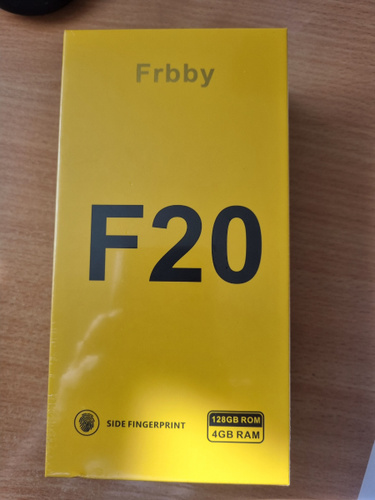 Frbby
F20
SIDE FINGERPRINT
128GB ROM
4GB RAM